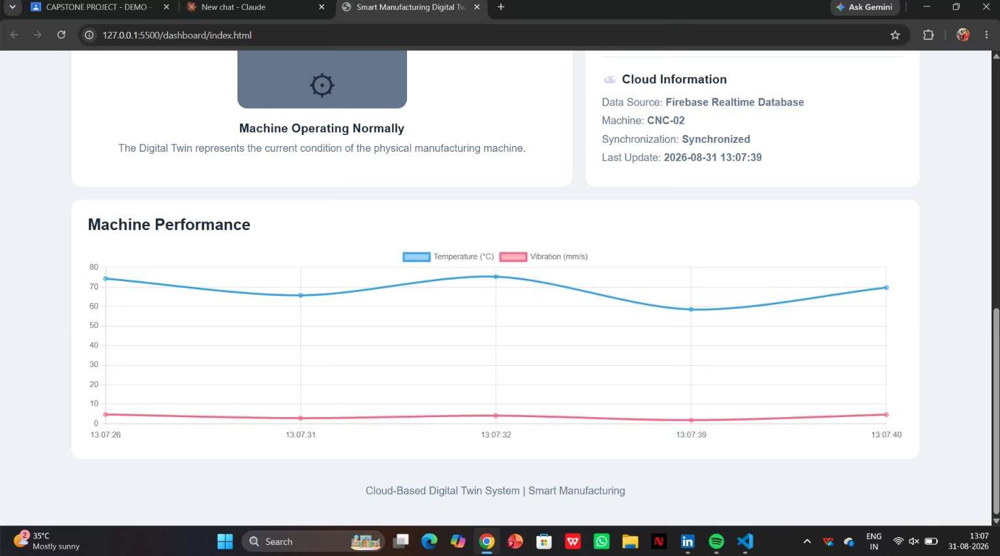 CAPSTONE PROJECT - DEMO -
New chat - Claude
Smart Manufacturing Digital Tw
Ask Gemini
127.0.0.1:5500/dashboard/index.html
Machine Operating Normally
The Digital Twin represents the current condition of the physical manufacturing machine.
Cloud Information
Data Source: Firebase Realtime Database
Machine: CNC-02
Synchronization: Synchronized
Last Update: 2026-08-31 13:07:39
Machine Performance
Temperature (°C) Vibration (mm/s)
80
70
60
50
40
30
20
10
0
13:07:26 13:07:31 13:07:32 13:07:39 13:07:40
Cloud-Based Digital Twin System | Smart Manufacturing
2
35°C
Mostly sunny
Search
ENG
IN
13:07
31-08-2026